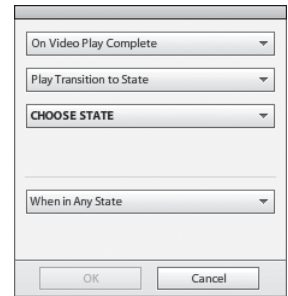 On Video Play Complete
Play Transition to State
CHOOSE STATE
When in Any State
OK Cancel